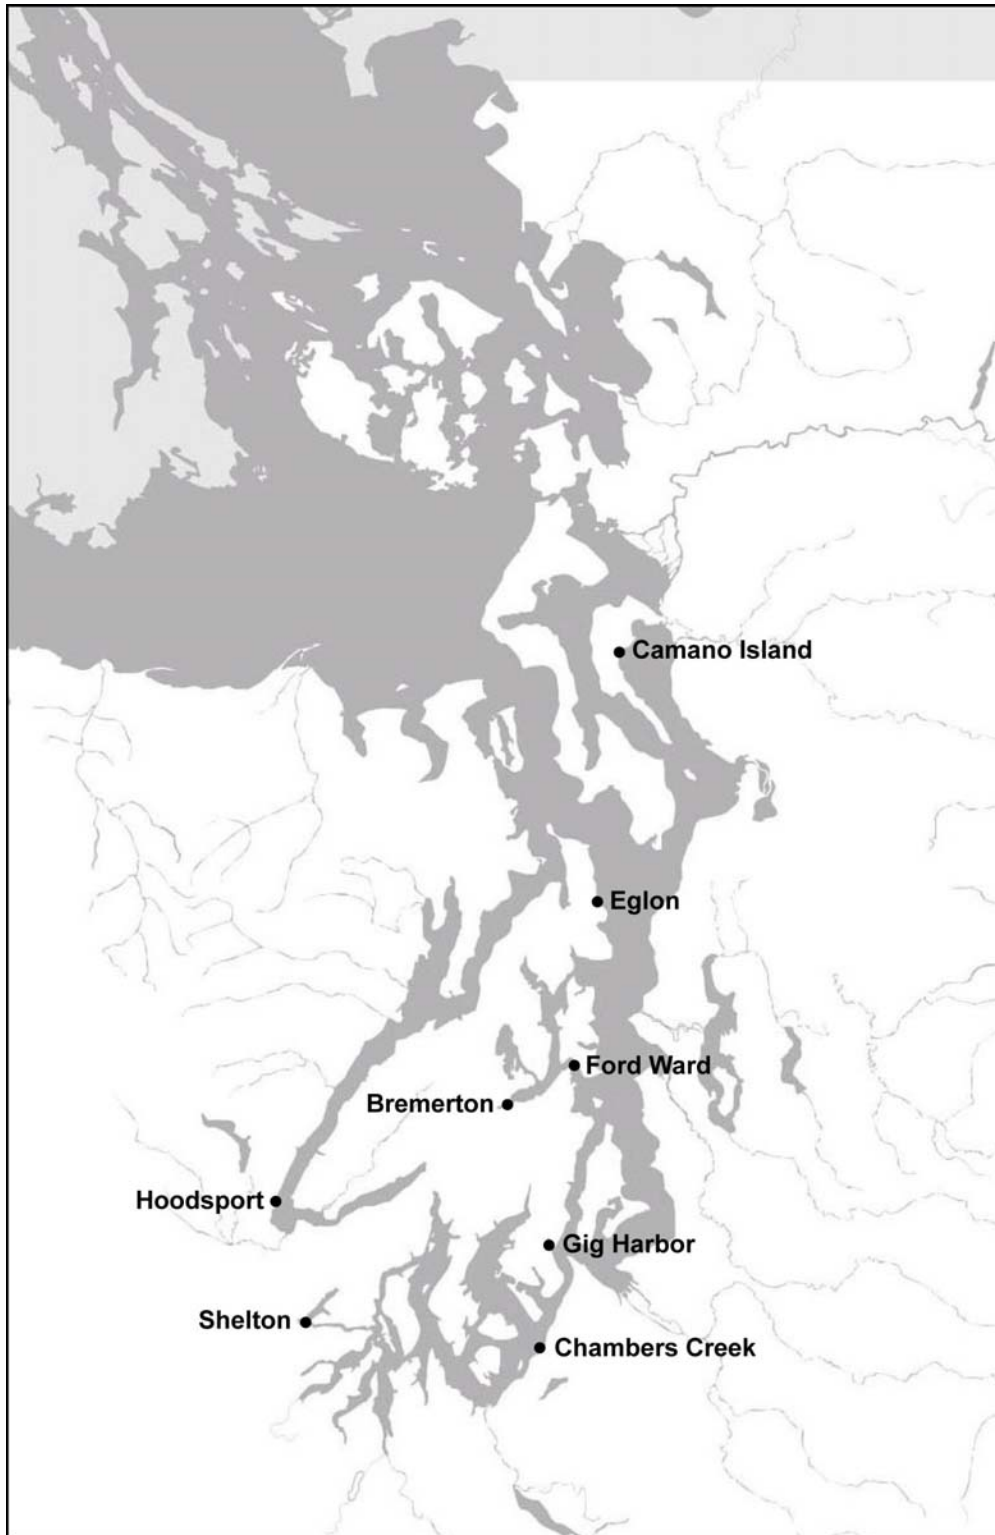 Camano Island
Eglon
Ford Ward
Bremerton
Hoodsport
Gig Harbor
Shelton
Chambers Creek